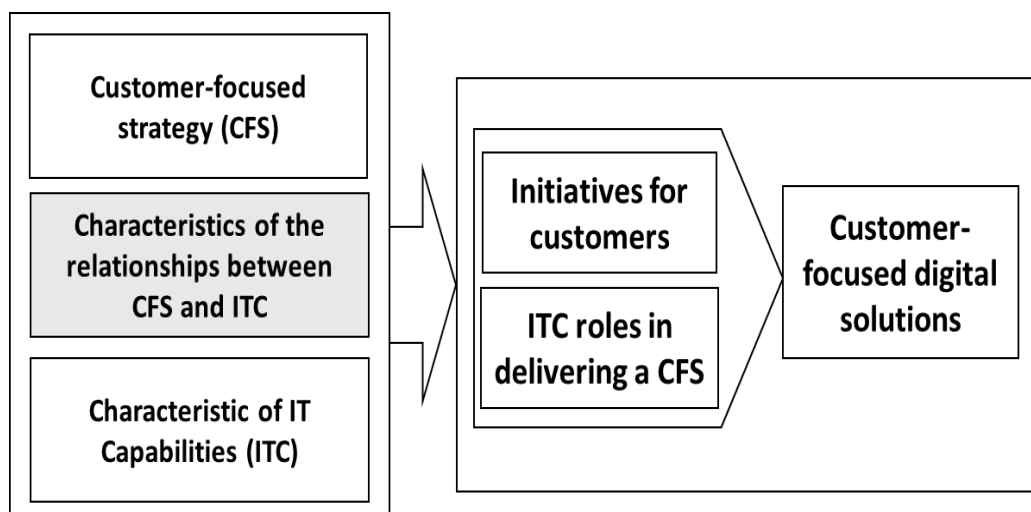 Customer-focused
strategy (CFS)
Characteristics of the
relationships between
CFS and ITC
Characteristic of IT
Capabilities (ITC)
Initiatives for
customers
ITC roles in
delivering a CFS
Customer-
focused digital
solutions